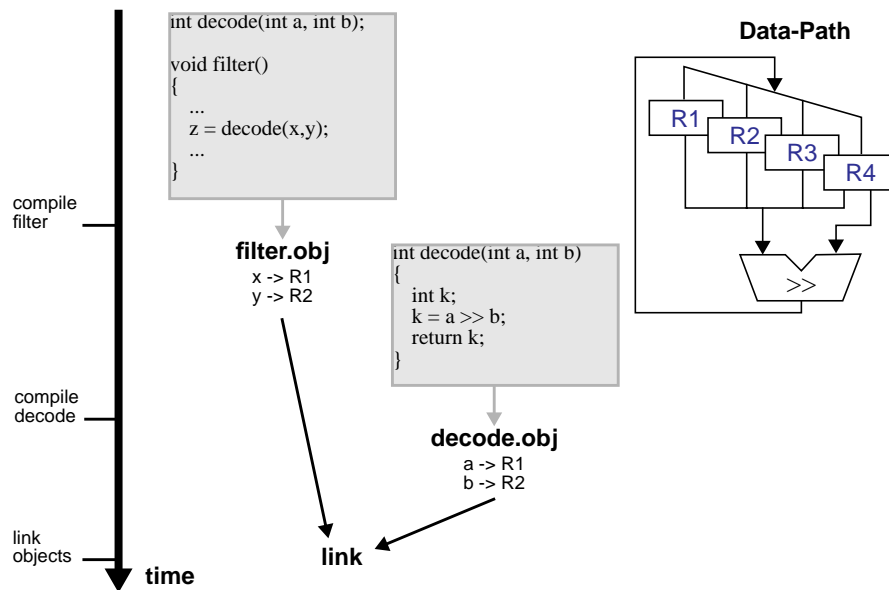 int decode(int a, int b);
void filter()
{
...
z = decode(x,y);
...
}
compile
filter
filter.obj
x -> R1
y -> R2
int decode(int a, int b)
{
int k;
k = a >> b;
return k;
}
compile
decode
decode.obj
a -> R1
b -> R2
link
objects
link
time
Data-Path
R1
R2
R3
R4
>>